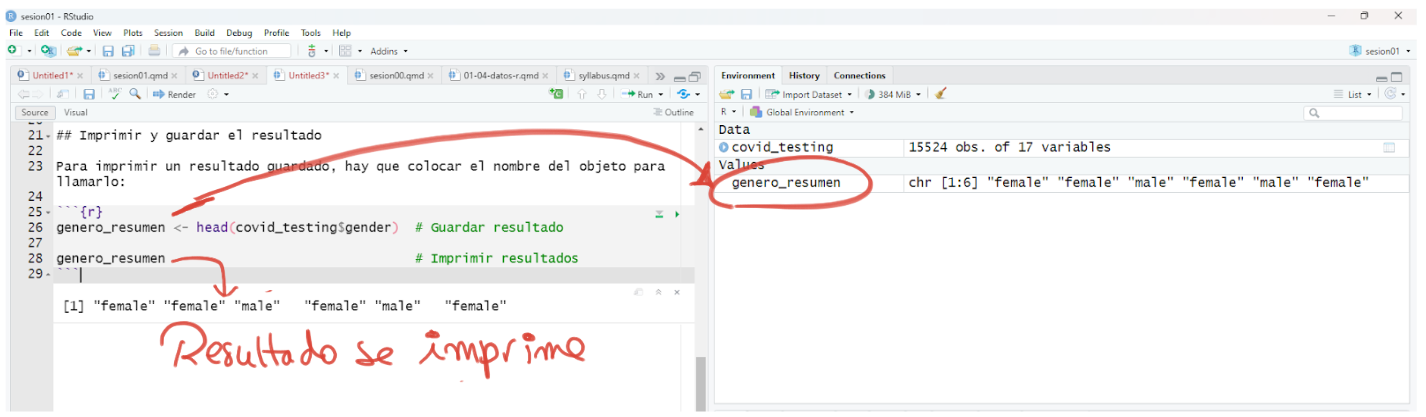 sesion01 - RStudio
File Edit Code View Plots Session Build Debug Profile Tools Help
Go to file/function
Addins
sesion01
Untitled1* × sesion01.qmd × Untitled2* × Untitled3* × sesion00.qmd × 01-04-datos-r.qmd × syllabus.qmd ×
ABC Render Run
Source Visual Outline
21 ## Imprimir y guardar el resultado
22
23 Para imprimir un resultado guardado, hay que colocar el nombre del objeto para
llamarlo:
24
25 ```{r}
26 genero_resumen <- head(covid_testing$gender) # Guardar resultado
27
28 genero_resumen # Imprimir resultados
29 ```
[1] "female" "female" "male" "female" "male" "female"
Resultado se imprime
Environment History Connections
Import Dataset 384 MiB
List
R Global Environment
Data
covid_testing 15524 obs. of 17 variables
Values
genero_resumen chr [1:6] "female" "female" "male" "female" "male" "female"